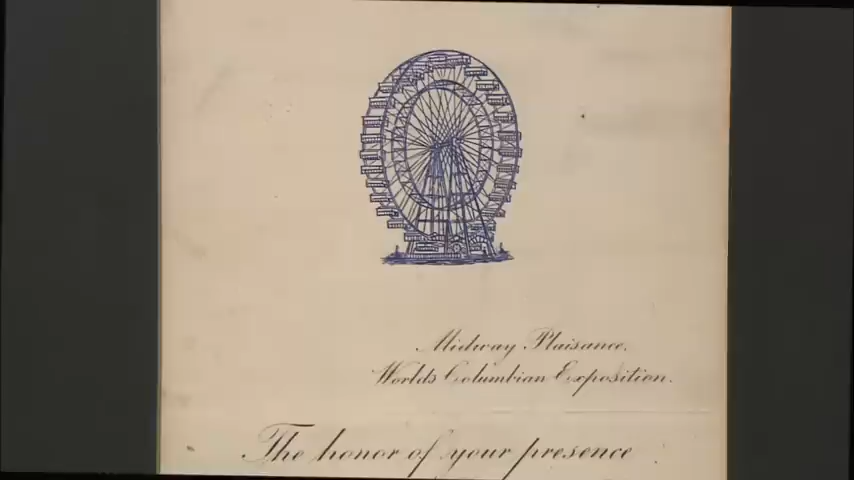 Midway Plaisance.
Worlds Columbian Exposition.
The honor of your presence